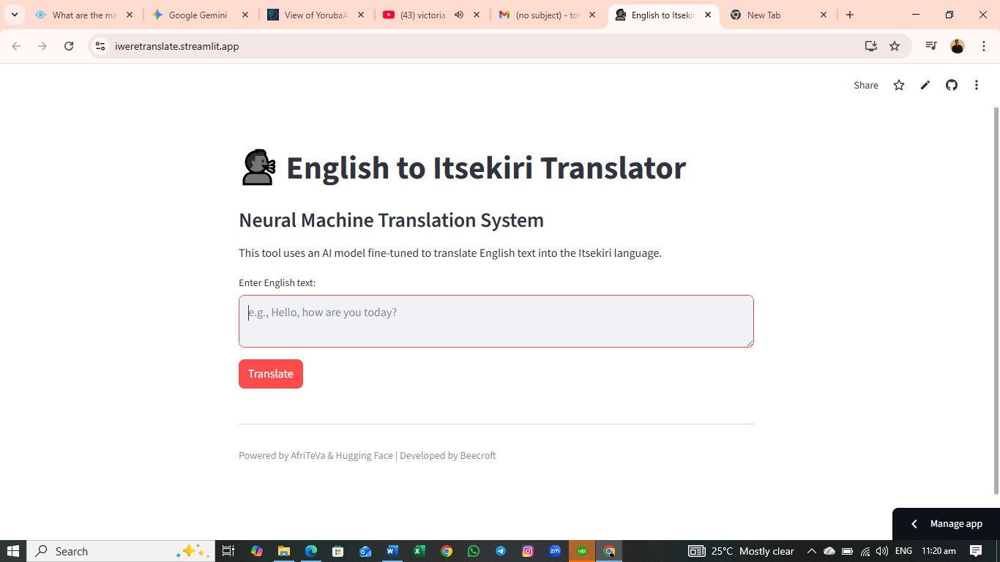 What are the ma
Google Gemini
View of YorubaA
(43) victoria
(no subject) - to
English to Itsekiri
New Tab
iweretranslate.streamlit.app
Share
English to Itsekiri Translator
Neural Machine Translation System
This tool uses an AI model fine-tuned to translate English text into the Itsekiri language.
Enter English text:
e.g., Hello, how are you today?
Translate
Powered by AfriTeVa & Hugging Face | Developed by Beecroft
Manage app
Search
25°C Mostly clear
ENG
11:20 am